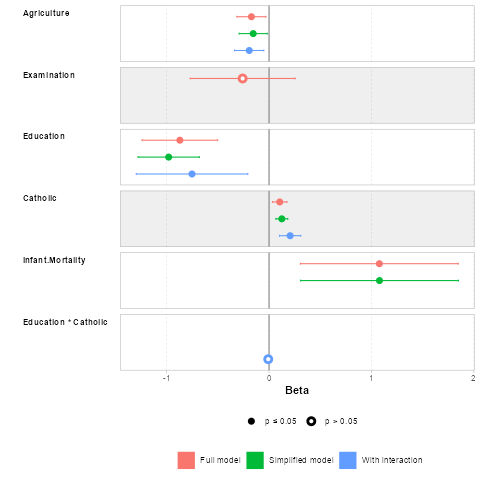 Agriculture
Examination
Education
Catholic
Infant.Mortality
Education * Catholic
-1 0 1 2
Beta
p ≤ 0.05 p > 0.05
Full model Simplified model With interaction